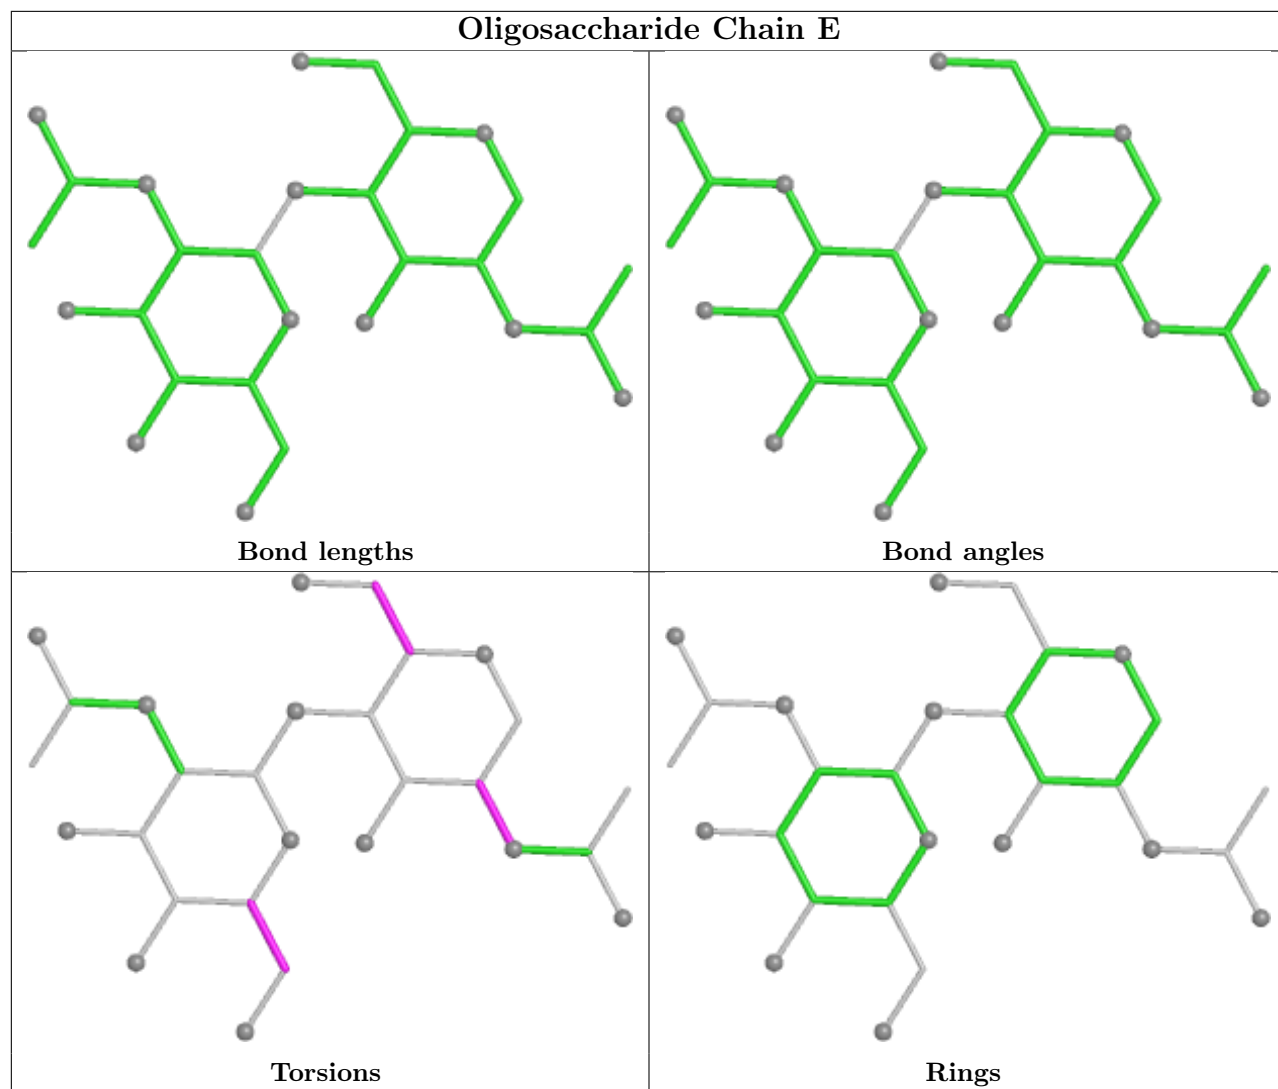 Oligosaccharide Chain E
Bond lengths
Bond angles
Torsions
Rings